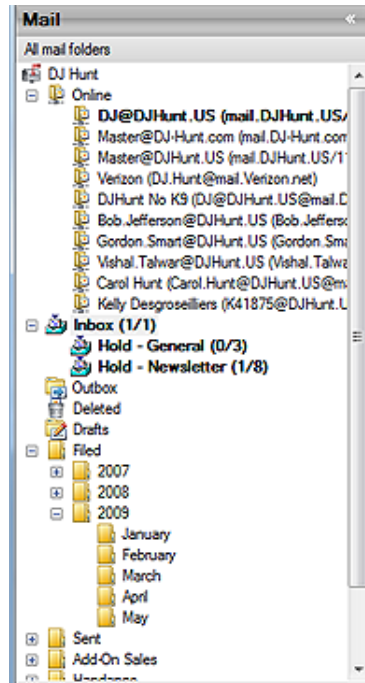 Mail
All mail folders
DJ Hunt
Online
DJ@DJHunt.US (mail.DJHunt.US/
Master@DJ-Hunt.com (mail.DJ-Hunt.com
Master@DJHunt.US (mail.DJHunt.US/1
Verizon (DJ.Hunt@mail.Verizon.net)
DJHunt No K9 (DJ@DJHunt.US@mail.D
Bob.Jefferson@DJHunt.US (Bob.Jeffers
Gordon.Smart@DJHunt.US (Gordon.Sma
Vishal.Talwar@DJHunt.US (Vishal.Talwa
Carol Hunt (Carol.Hunt@DJHunt.US@m
Kelly Desgroseilliers (K41875@DJHunt.U
Inbox (1/1)
Hold - General (0/3)
Hold - Newsletter (1/8)
Outbox
Deleted
Drafts
Filed
2007
2008
2009
January
February
March
April
May
Sent
Add-On Sales